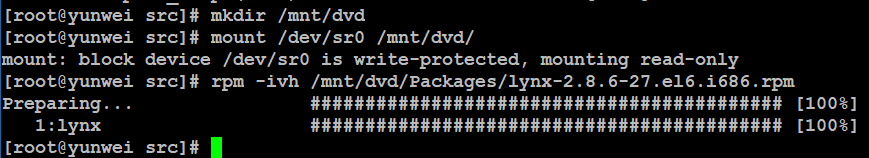 [root@yunwei src]# mkdir /mnt/dvd
[root@yunwei src]# mount /dev/sr0 /mnt/dvd/
mount: block device /dev/sr0 is write-protected, mounting read-only
[root@yunwei src]# rpm -ivh /mnt/dvd/Packages/lynx-2.8.6-27.el6.i686.rpm
Preparing... ########################################### [100%]
1:lynx ########################################### [100%]
[root@yunwei src]#